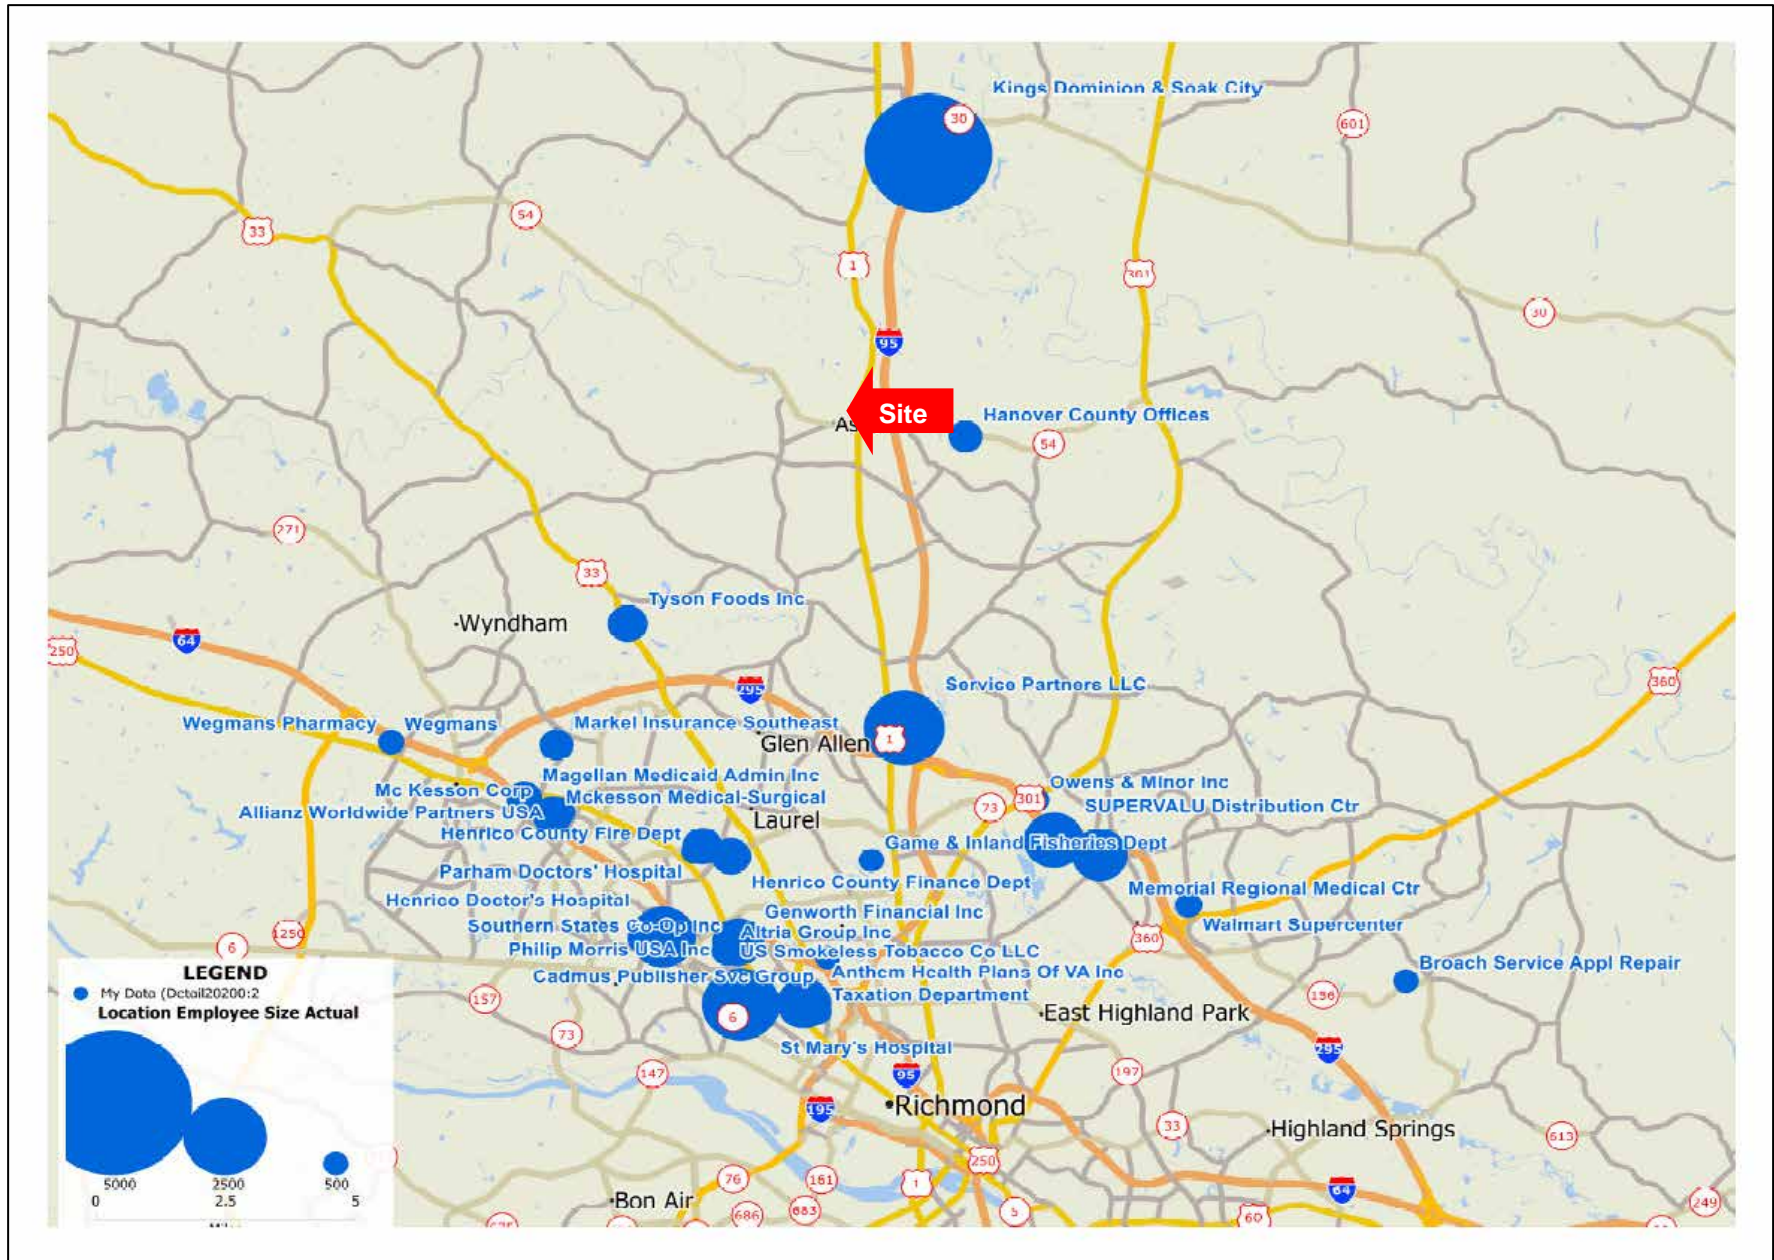 Kings Dominion & Soak City
30
601
54
33
1
301
30
95
Site
Hanover County Offices
54
271
33
Tyson Foods Inc
Wyndham
64
250
295
Service Partners LLC
360
Wegmans Pharmacy
Wegmans
Markel Insurance Southeast
Glen Allen
1
Magellan Medicaid Admin Inc
Owens & Minor Inc
Mc Kesson Corp
Mckesson Medical-Surgical
73
301
SUPERVALU Distribution Ctr
Allianz Worldwide Partners USA
Laurel
Henrico County Fire Dept
Game & Inland Fisheries Dept
Parham Doctors' Hospital
Henrico County Finance Dept
Memorial Regional Medical Ctr
Henrico Doctor's Hospital
Genworth Financial Inc
Southern States Co-Op Inc
Altria Group Inc
Walmart Supercenter
1250
6
360
Philip Morris USA Inc
US Smokeless Tobacco Co LLC
Broach Service Appl Repair
Cadmus Publisher Svc Group
Anthem Health Plans Of VA Inc
Taxation Department
157
156
6
East Highland Park
73
St Mary's Hospital
295
147
95
197
Richmond
195
33
Highland Springs
613
250
76
161
1
64
Bon Air
249
686
683
5
60
LEGEND
My Data (Detail20200:2
Location Employee Size Actual
5000 2500 500
0 2.5 5